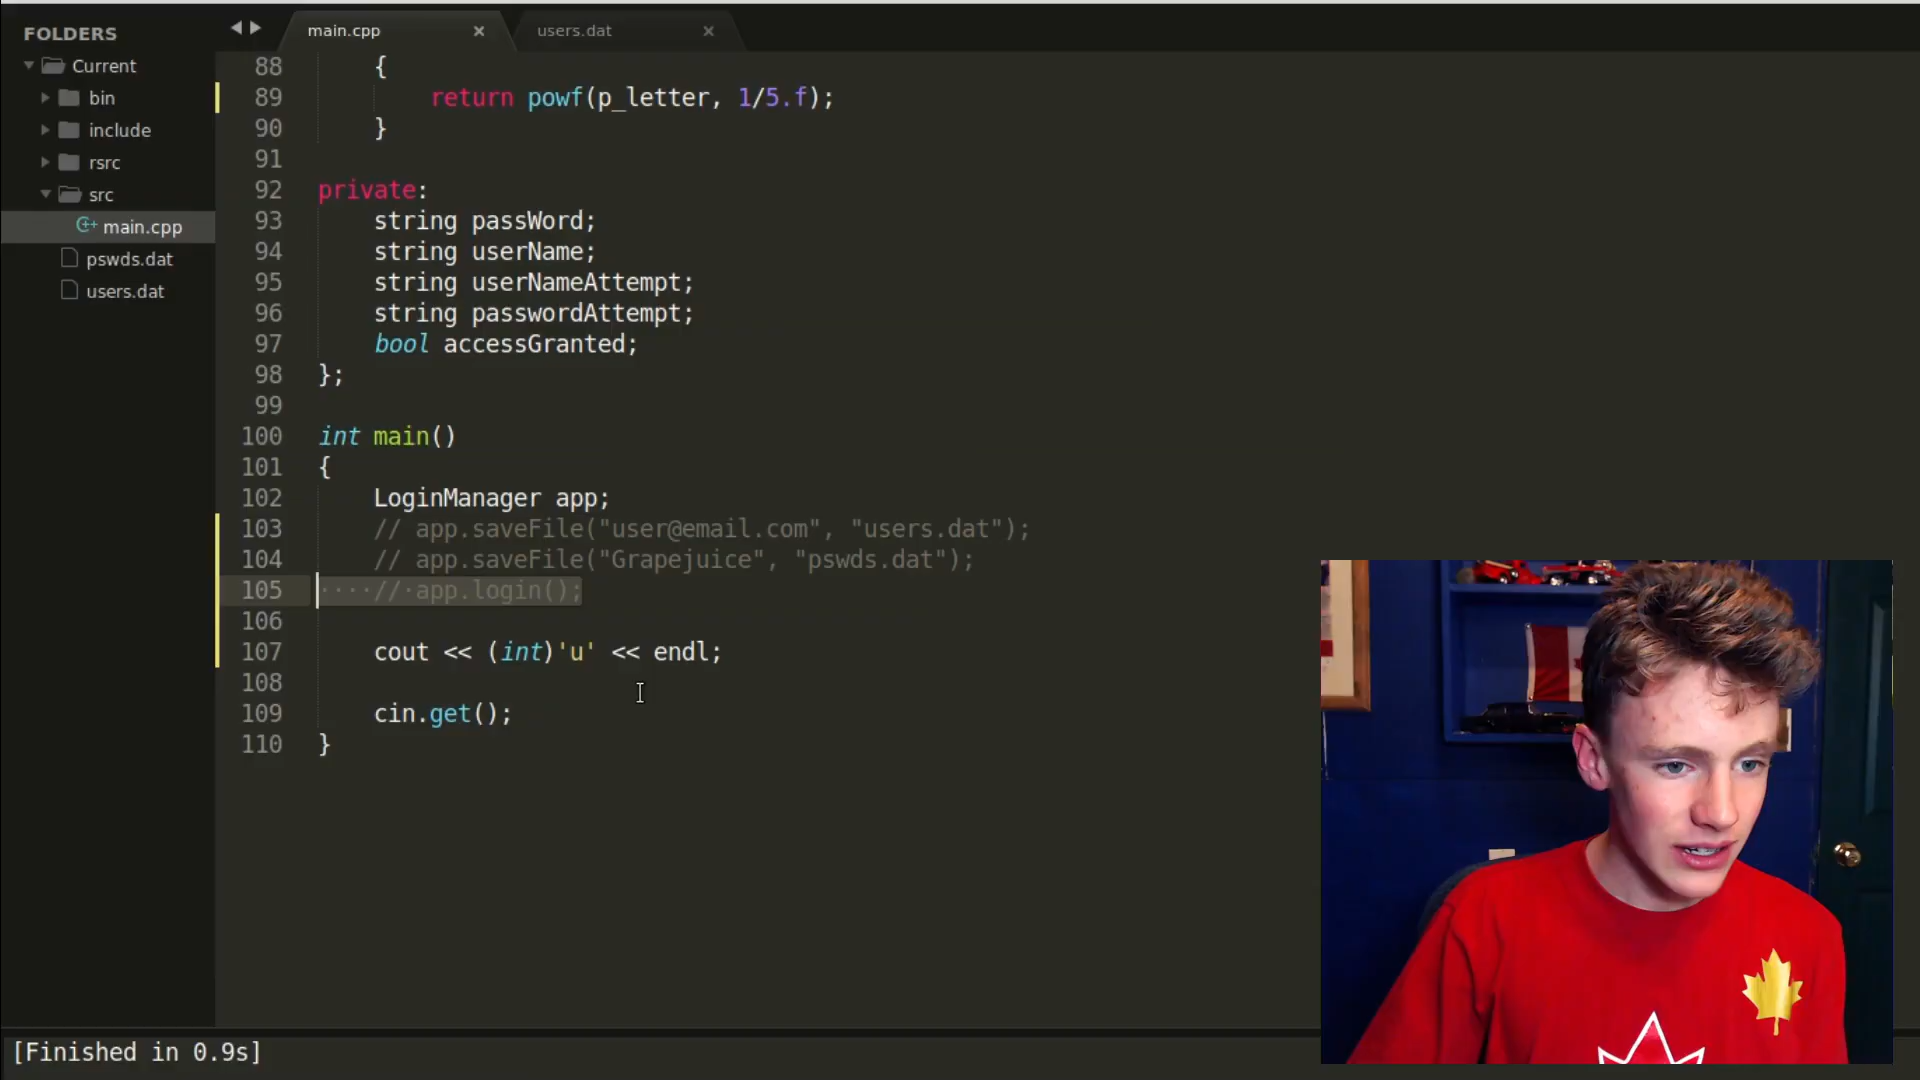 FOLDERS
Current
bin
include
rsrc
src
main.cpp
pswds.dat
users.dat
main.cpp ×
users.dat ×
88 {
89 return powf(p_letter, 1/5.f);
90 }
91
92 private:
93 string passWord;
94 string userName;
95 string userNameAttempt;
96 string passwordAttempt;
97 bool accessGranted;
98 };
99
100 int main()
101 {
102 LoginManager app;
103 // app.saveFile("user@email.com", "users.dat");
104 // app.saveFile("Grapejuice", "pswds.dat");
105 // app.login();
106
107 cout << (int)'u' << endl;
108
109 cin.get();
110 }
[Finished in 0.9s]